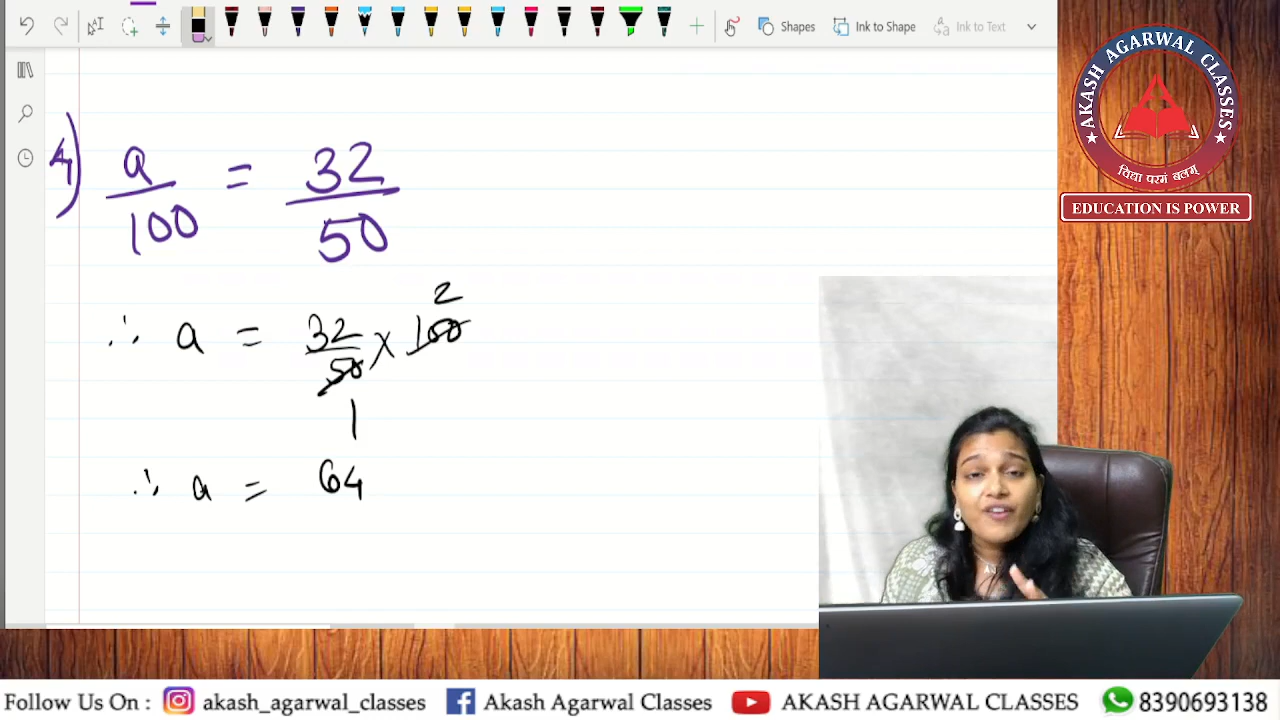 Shapes Ink to Shape Ink to Text
4) a/100 = 32/50
∴ a = 32/50 × 100 2
1
∴ a = 64
AKASH AGARWAL CLASSES
विद्या परमं बलम्
EDUCATION IS POWER
Follow Us On : akash_agarwal_classes Akash Agarwal Classes AKASH AGARWAL CLASSES 8390693138